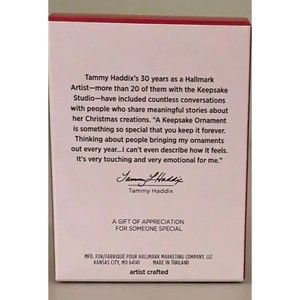 Tammy Haddix's 30 years as a Hallmark
Artist—more than 20 of them with the Keepsake
Studio—have included countless conversations
with people who share meaningful stories about
her Christmas creations. "A Keepsake Ornament
is something so special that you keep it forever.
Thinking about people bringing my ornaments
out every year...I can't even describe how it feels.
It's very touching and very emotional for me."
Tammy L Haddix
Tammy Haddix
A GIFT OF APPRECIATION
FOR SOMEONE SPECIAL
MFD. FOR/FABRIQUÉ POUR HALLMARK MARKETING COMPANY, LLC
KANSAS CITY, MO 64141 MADE IN THAILAND
artist crafted